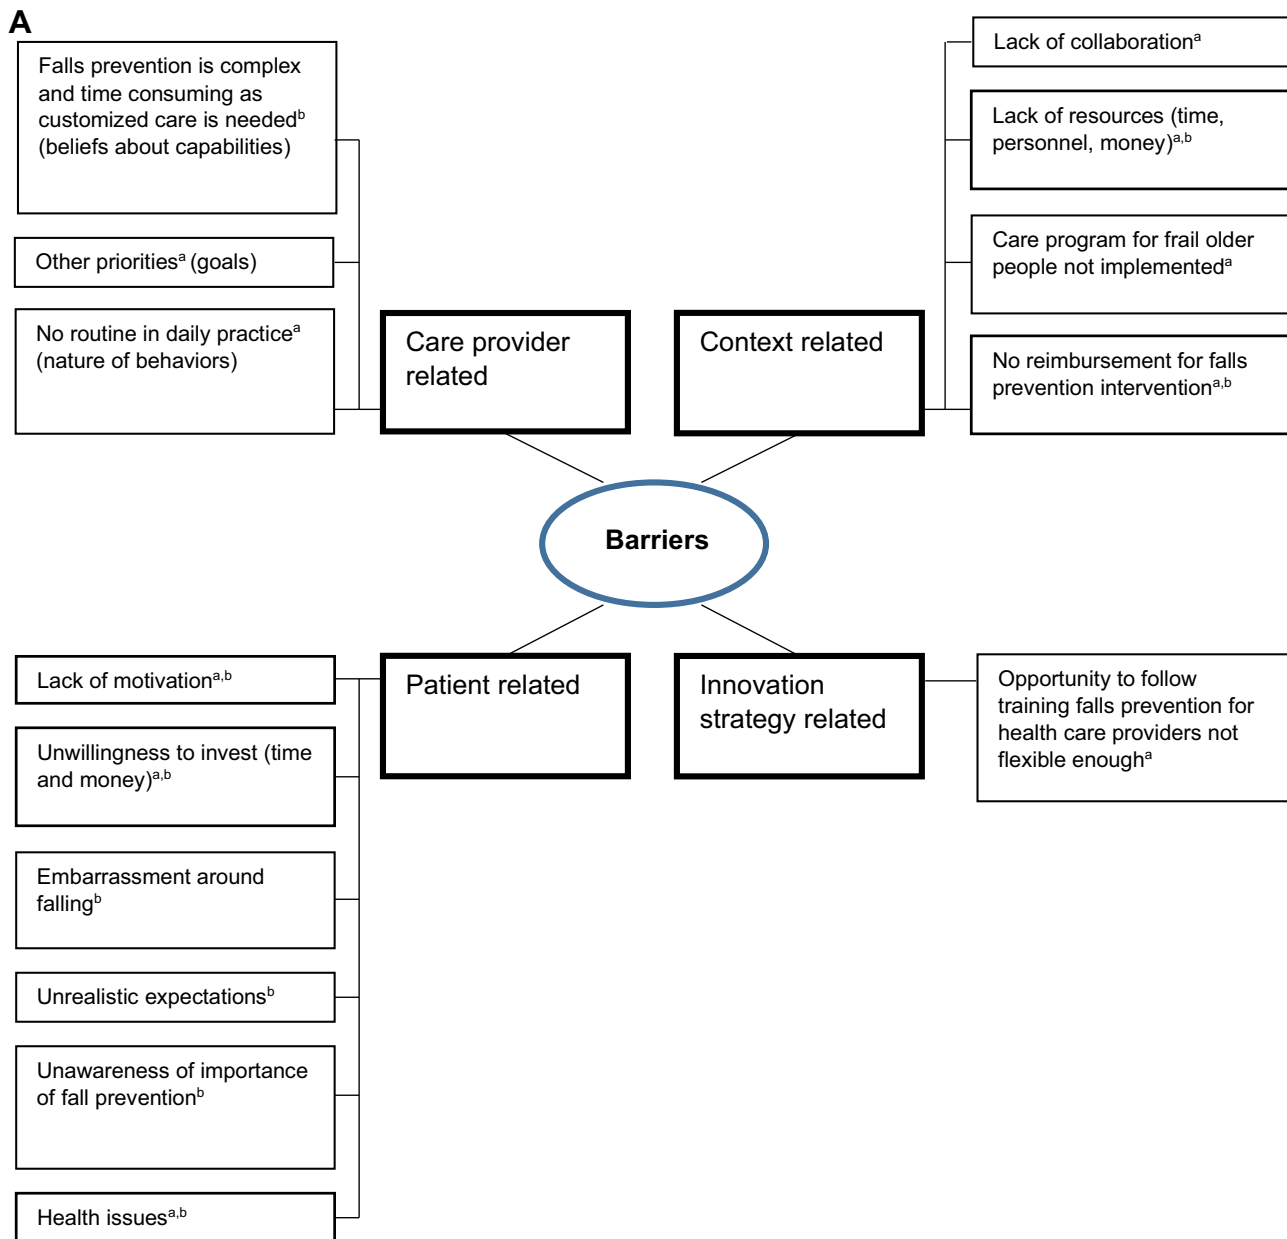 A
Falls prevention is complex
and time consuming as
customized care is needed^b
(beliefs about capabilities)
Other priorities^a (goals)
No routine in daily practice^a
(nature of behaviors)
Care provider
related
Context related
Lack of collaboration^a
Lack of resources (time,
personnel, money)^a,b
Care program for frail older
people not implemented^a
No reimbursement for falls
prevention intervention^a,b
Barriers
Lack of motivation^a,b
Unwillingness to invest (time
and money)^a,b
Embarrassment around
falling^b
Unrealistic expectations^b
Unawareness of importance
of fall prevention^b
Health issues^a,b
Patient related
Innovation
strategy related
Opportunity to follow
training falls prevention for
health care providers not
flexible enough^a